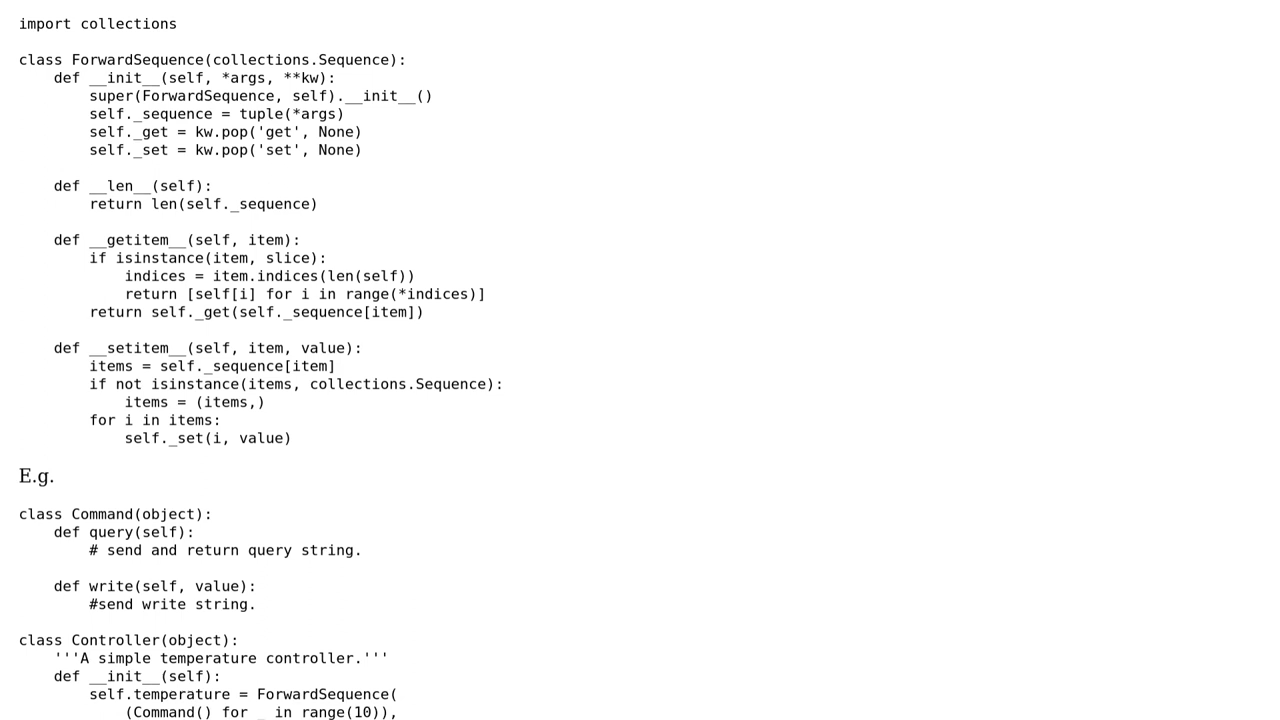 import collections

class ForwardSequence(collections.Sequence):
    def __init__(self, *args, **kw):
        super(ForwardSequence, self).__init__()
        self._sequence = tuple(*args)
        self._get = kw.pop('get', None)
        self._set = kw.pop('set', None)

    def __len__(self):
        return len(self._sequence)

    def __getitem__(self, item):
        if isinstance(item, slice):
            indices = item.indices(len(self))
            return [self[i] for i in range(*indices)]
        return self._get(self._sequence[item])

    def __setitem__(self, item, value):
        items = self._sequence[item]
        if not isinstance(items, collections.Sequence):
            items = (items,)
        for i in items:
            self._set(i, value)

E.g.

class Command(object):
    def query(self):
        # send and return query string.

    def write(self, value):
        #send write string.

class Controller(object):
    '''A simple temperature controller.'''
    def __init__(self):
        self.temperature = ForwardSequence(
            (Command() for _ in range(10)),